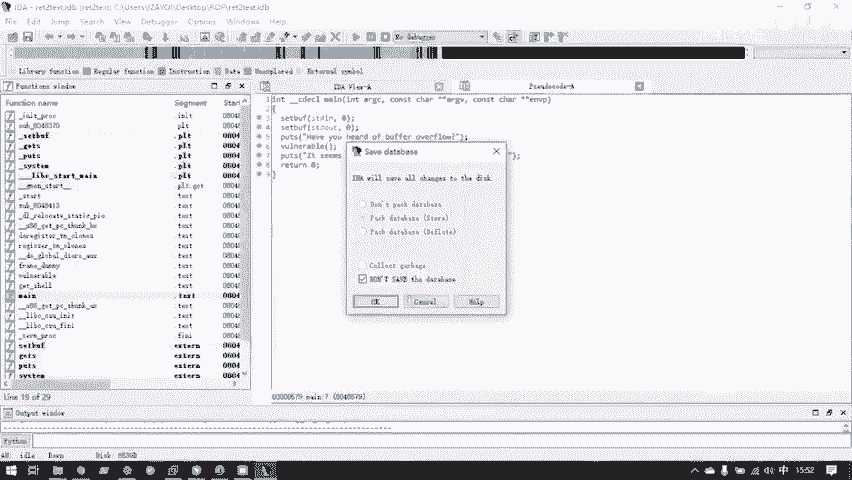 IDA - ret2text.idb (ret2text) C:\Users\IZAYOI\Desktop\ROP\ret2text.idb
File Edit Jump Search View Debugger Options Windows Help
No debugger
Library function Regular function Instruction Data Unexplored External symbol
Functions window
IDA View-A
Pseudocode-A
Function name Segment Start
_init_proc .init 0804
sub_8048370 .plt 0804
_setbuf .plt 0804
_gets .plt 0804
_puts .plt 0804
_system .plt 0804
___libc_start_main .plt 0804
__gmon_start__ .plt.got 0804
_start .text 0804
sub_8048413 .text 0804
_dl_relocate_static_pie .text 0804
__x86_get_pc_thunk_bx .text 0804
deregister_tm_clones .text 0804
register_tm_clones .text 0804
__do_global_dtors_aux .text 0804
frame_dummy .text 0804
vulnerable .text 0804
get_shell .text 0804
main .text 0804
__x86_get_pc_thunk_ax .text 0804
__libc_csu_init .text 0804
__libc_csu_fini .text 0804
_term_proc .fini 0804
setbuf extern 0804
gets extern 0804
puts extern 0804
system extern 0804
Line 19 of 29
1 int __cdecl main(int argc, const char **argv, const char **envp)
2 {
3 setbuf(stdin, 0);
4 setbuf(stdout, 0);
5 puts("Have you heard of buffer overflow?");
6 vulnerable();
7 puts("It seems ");
8 return 0;
9 }
Save database
IDA will save all changes to the disk.
Don't pack database
Pack database (Store)
Pack database (Deflate)
Collect garbage
DON'T SAVE the database
OK Cancel Help
00000579 main:7 (8048579)
Output window
Python
AU: idle Down Disk: 883GB
中 15:52